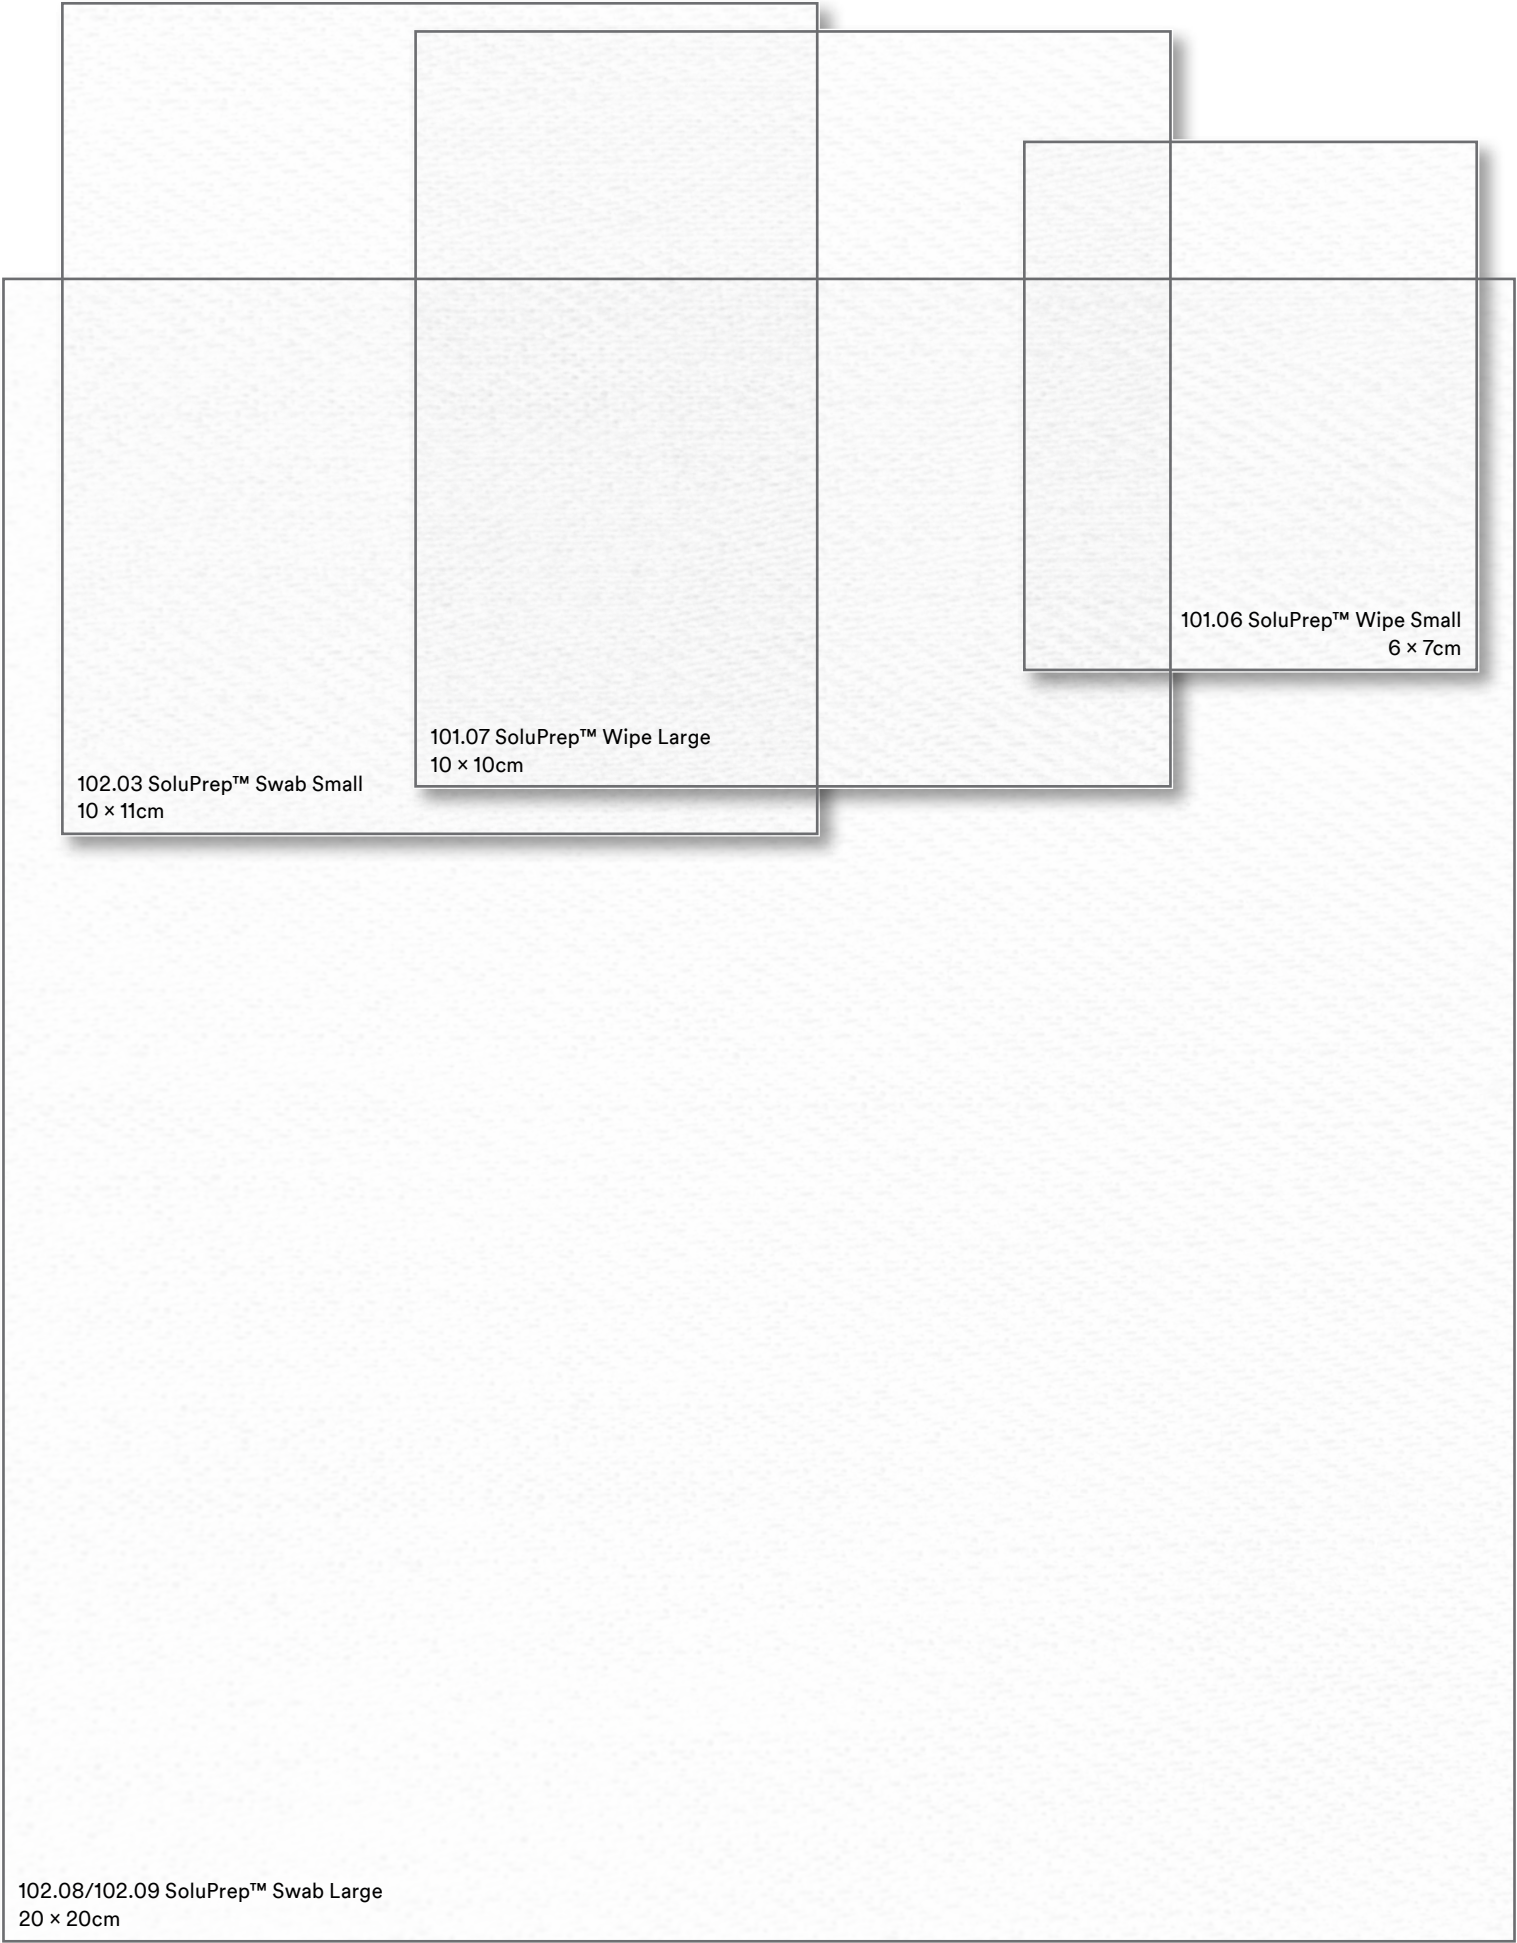 101.06 SoluPrep™ Wipe Small
6 × 7cm
101.07 SoluPrep™ Wipe Large
10 × 10cm
102.03 SoluPrep™ Swab Small
10 × 11cm
102.08/102.09 SoluPrep™ Swab Large
20 × 20cm